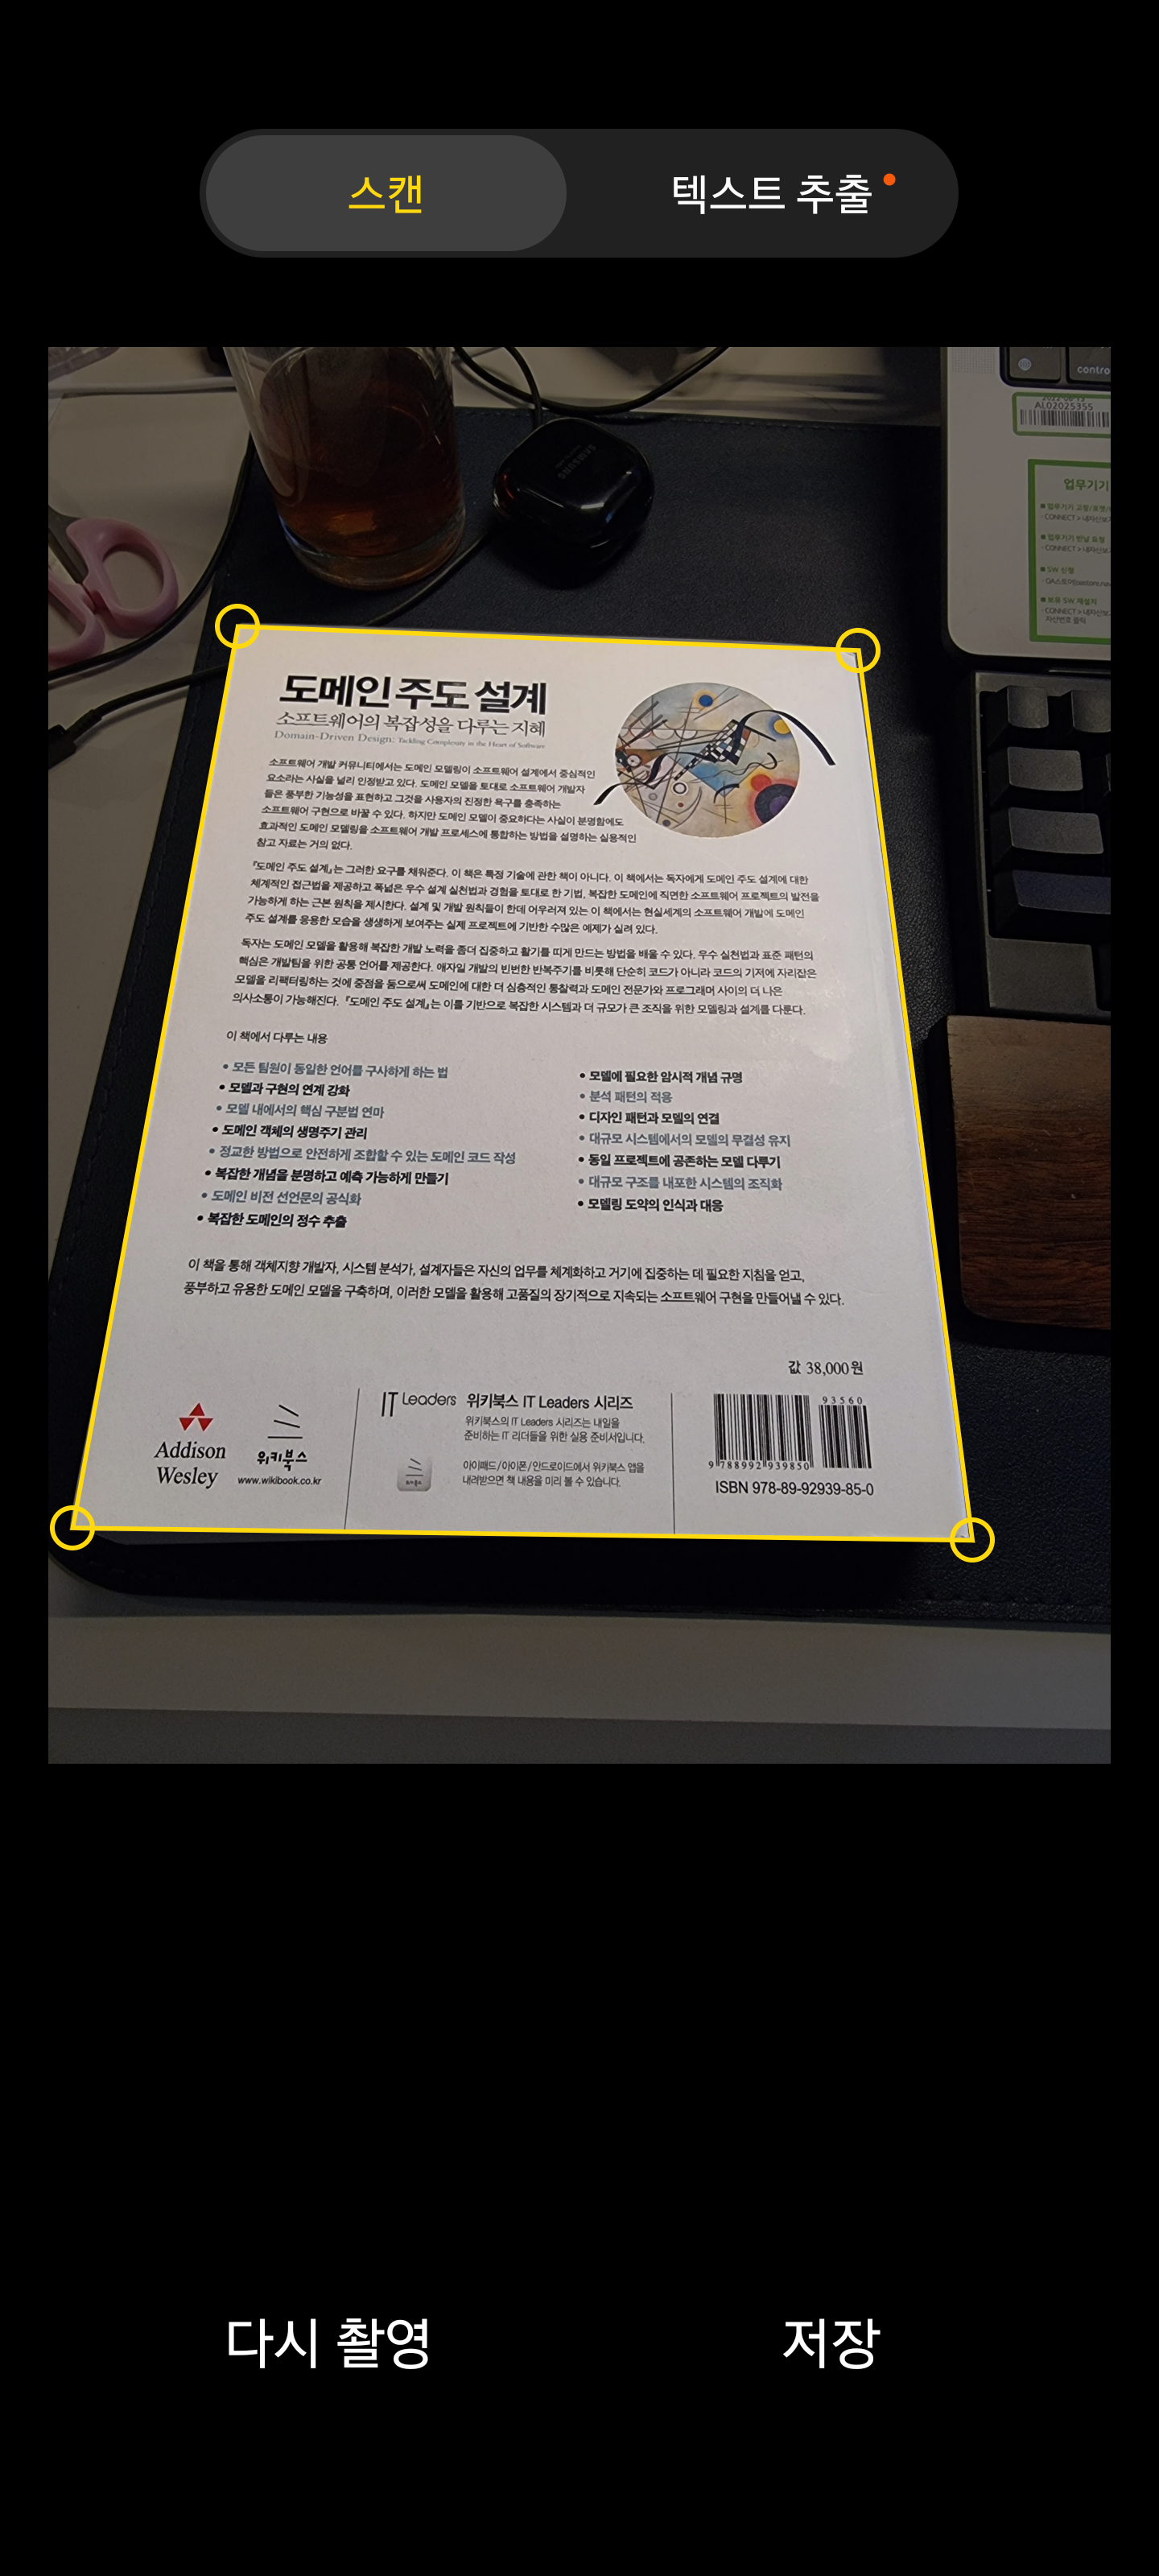 스캔
텍스트 추출
contro
2022-06-13
AL02025355
SAMSUNG
업무기기
CONNECT > 내자산보
업무기기 반납 요청
CONNECT > 내자산보
SW 신청
보유 SW 재설치
CONNECT > 내자산보
자산번호 클릭
도메인 주도 설계
소프트웨어의 복잡성을 다루는 지혜
Domain-Driven Design: Tackling Complexity in the Heart of Software
소프트웨어 개발 커뮤니티에서는 도메인 모델링이 소프트웨어 설계에서 중심적인
요소라는 사실을 널리 인정받고 있다. 도메인 모델을 토대로 소프트웨어 개발자
들은 풍부한 기능성을 표현하고 그것을 사용자의 진정한 욕구를 충족하는
소프트웨어 구현으로 바꿀 수 있다. 하지만 도메인 모델이 중요하다는 사실이 분명함에도
효과적인 도메인 모델링을 소프트웨어 개발 프로세스에 통합하는 방법을 설명하는 실용적인
참고 자료는 거의 없다.
『도메인 주도 설계』는 그러한 요구를 채워준다. 이 책은 특정 기술에 관한 책이 아니다. 이 책에서는 독자에게 도메인 주도 설계에 대한
체계적인 접근법을 제공하고 폭넓은 우수 설계 실천법과 경험을 토대로 한 기법, 복잡한 도메인에 직면한 소프트웨어 프로젝트의 발전을
가능하게 하는 근본 원칙을 제시한다. 설계 및 개발 원칙들이 한데 어우러져 있는 이 책에서는 현실세계의 소프트웨어 개발에 도메인
주도 설계를 응용한 모습을 생생하게 보여주는 실제 프로젝트에 기반한 수많은 예제가 실려 있다.
독자는 도메인 모델을 활용해 복잡한 개발 노력을 좀더 집중하고 활기를 띠게 만드는 방법을 배울 수 있다. 우수 실천법과 표준 패턴의
핵심은 개발팀을 위한 공통 언어를 제공한다. 애자일 개발의 빈번한 반복주기를 비롯해 단순히 코드가 아니라 코드의 기저에 자리잡은
모델을 리팩터링하는 것에 중점을 둠으로써 도메인에 대한 더 심층적인 통찰력과 도메인 전문가와 프로그래머 사이의 더 나은
의사소통이 가능해진다. 『도메인 주도 설계』는 이를 기반으로 복잡한 시스템과 더 규모가 큰 조직을 위한 모델링과 설계를 다룬다.
이 책에서 다루는 내용
• 모든 팀원이 동일한 언어를 구사하게 하는 법
• 모델과 구현의 연계 강화
• 모델 내에서의 핵심 구분법 연마
• 도메인 객체의 생명주기 관리
• 정교한 방법으로 안전하게 조합할 수 있는 도메인 코드 작성
• 복잡한 개념을 분명하고 예측 가능하게 만들기
• 도메인 비전 선언문의 공식화
• 복잡한 도메인의 정수 추출
• 모델에 필요한 암시적 개념 규명
• 분석 패턴의 적용
• 디자인 패턴과 모델의 연결
• 대규모 시스템에서의 모델의 무결성 유지
• 동일 프로젝트에 공존하는 모델 다루기
• 대규모 구조를 내포한 시스템의 조직화
• 모델링 도약의 인식과 대응
이 책을 통해 객체지향 개발자, 시스템 분석가, 설계자들은 자신의 업무를 체계화하고 거기에 집중하는 데 필요한 지침을 얻고,
풍부하고 유용한 도메인 모델을 구축하며, 이러한 모델을 활용해 고품질의 장기적으로 지속되는 소프트웨어 구현을 만들어낼 수 있다.
Addison
Wesley
위키북스
www.wikibook.co.kr
IT Leaders 위키북스 IT Leaders 시리즈
위키북스의 IT Leaders 시리즈는 내일을
준비하는 IT 리더들을 위한 실용 준비서입니다.
위키북스
아이패드/아이폰/안드로이드에서 위키북스 앱을
내려받으면 책 내용을 미리 볼 수 있습니다.
값 38,000원
93560
9 788992 939850
ISBN 978-89-92939-85-0
다시 촬영
저장